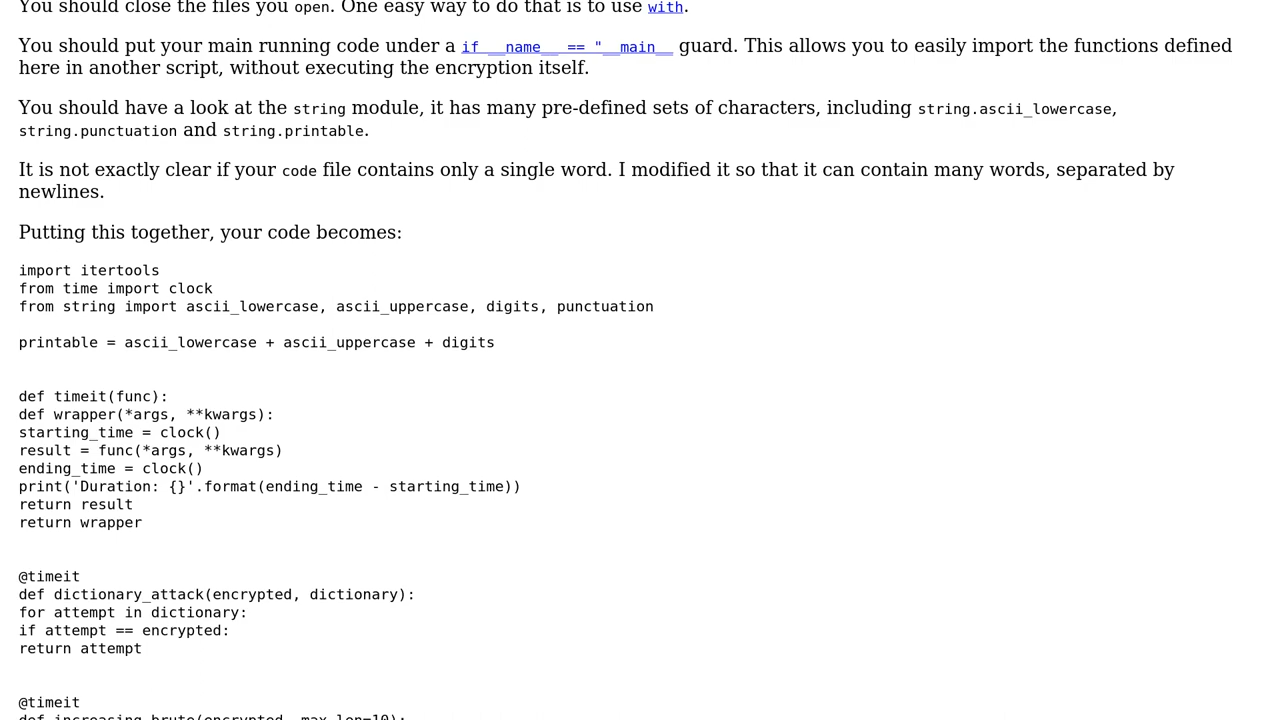 You should close the files you open. One easy way to do that is to use with.
You should put your main running code under a if __name__ == "__main__ guard. This allows you to easily import the functions defined
here in another script, without executing the encryption itself.
You should have a look at the string module, it has many pre-defined sets of characters, including string.ascii_lowercase,
string.punctuation and string.printable.
It is not exactly clear if your code file contains only a single word. I modified it so that it can contain many words, separated by
newlines.
Putting this together, your code becomes:
import itertools
from time import clock
from string import ascii_lowercase, ascii_uppercase, digits, punctuation
printable = ascii_lowercase + ascii_uppercase + digits
def timeit(func):
def wrapper(*args, **kwargs):
starting_time = clock()
result = func(*args, **kwargs)
ending_time = clock()
print('Duration: {}'.format(ending_time - starting_time))
return result
return wrapper
@timeit
def dictionary_attack(encrypted, dictionary):
for attempt in dictionary:
if attempt == encrypted:
return attempt
@timeit
def increasing_brute(encrypted, max_len=10):